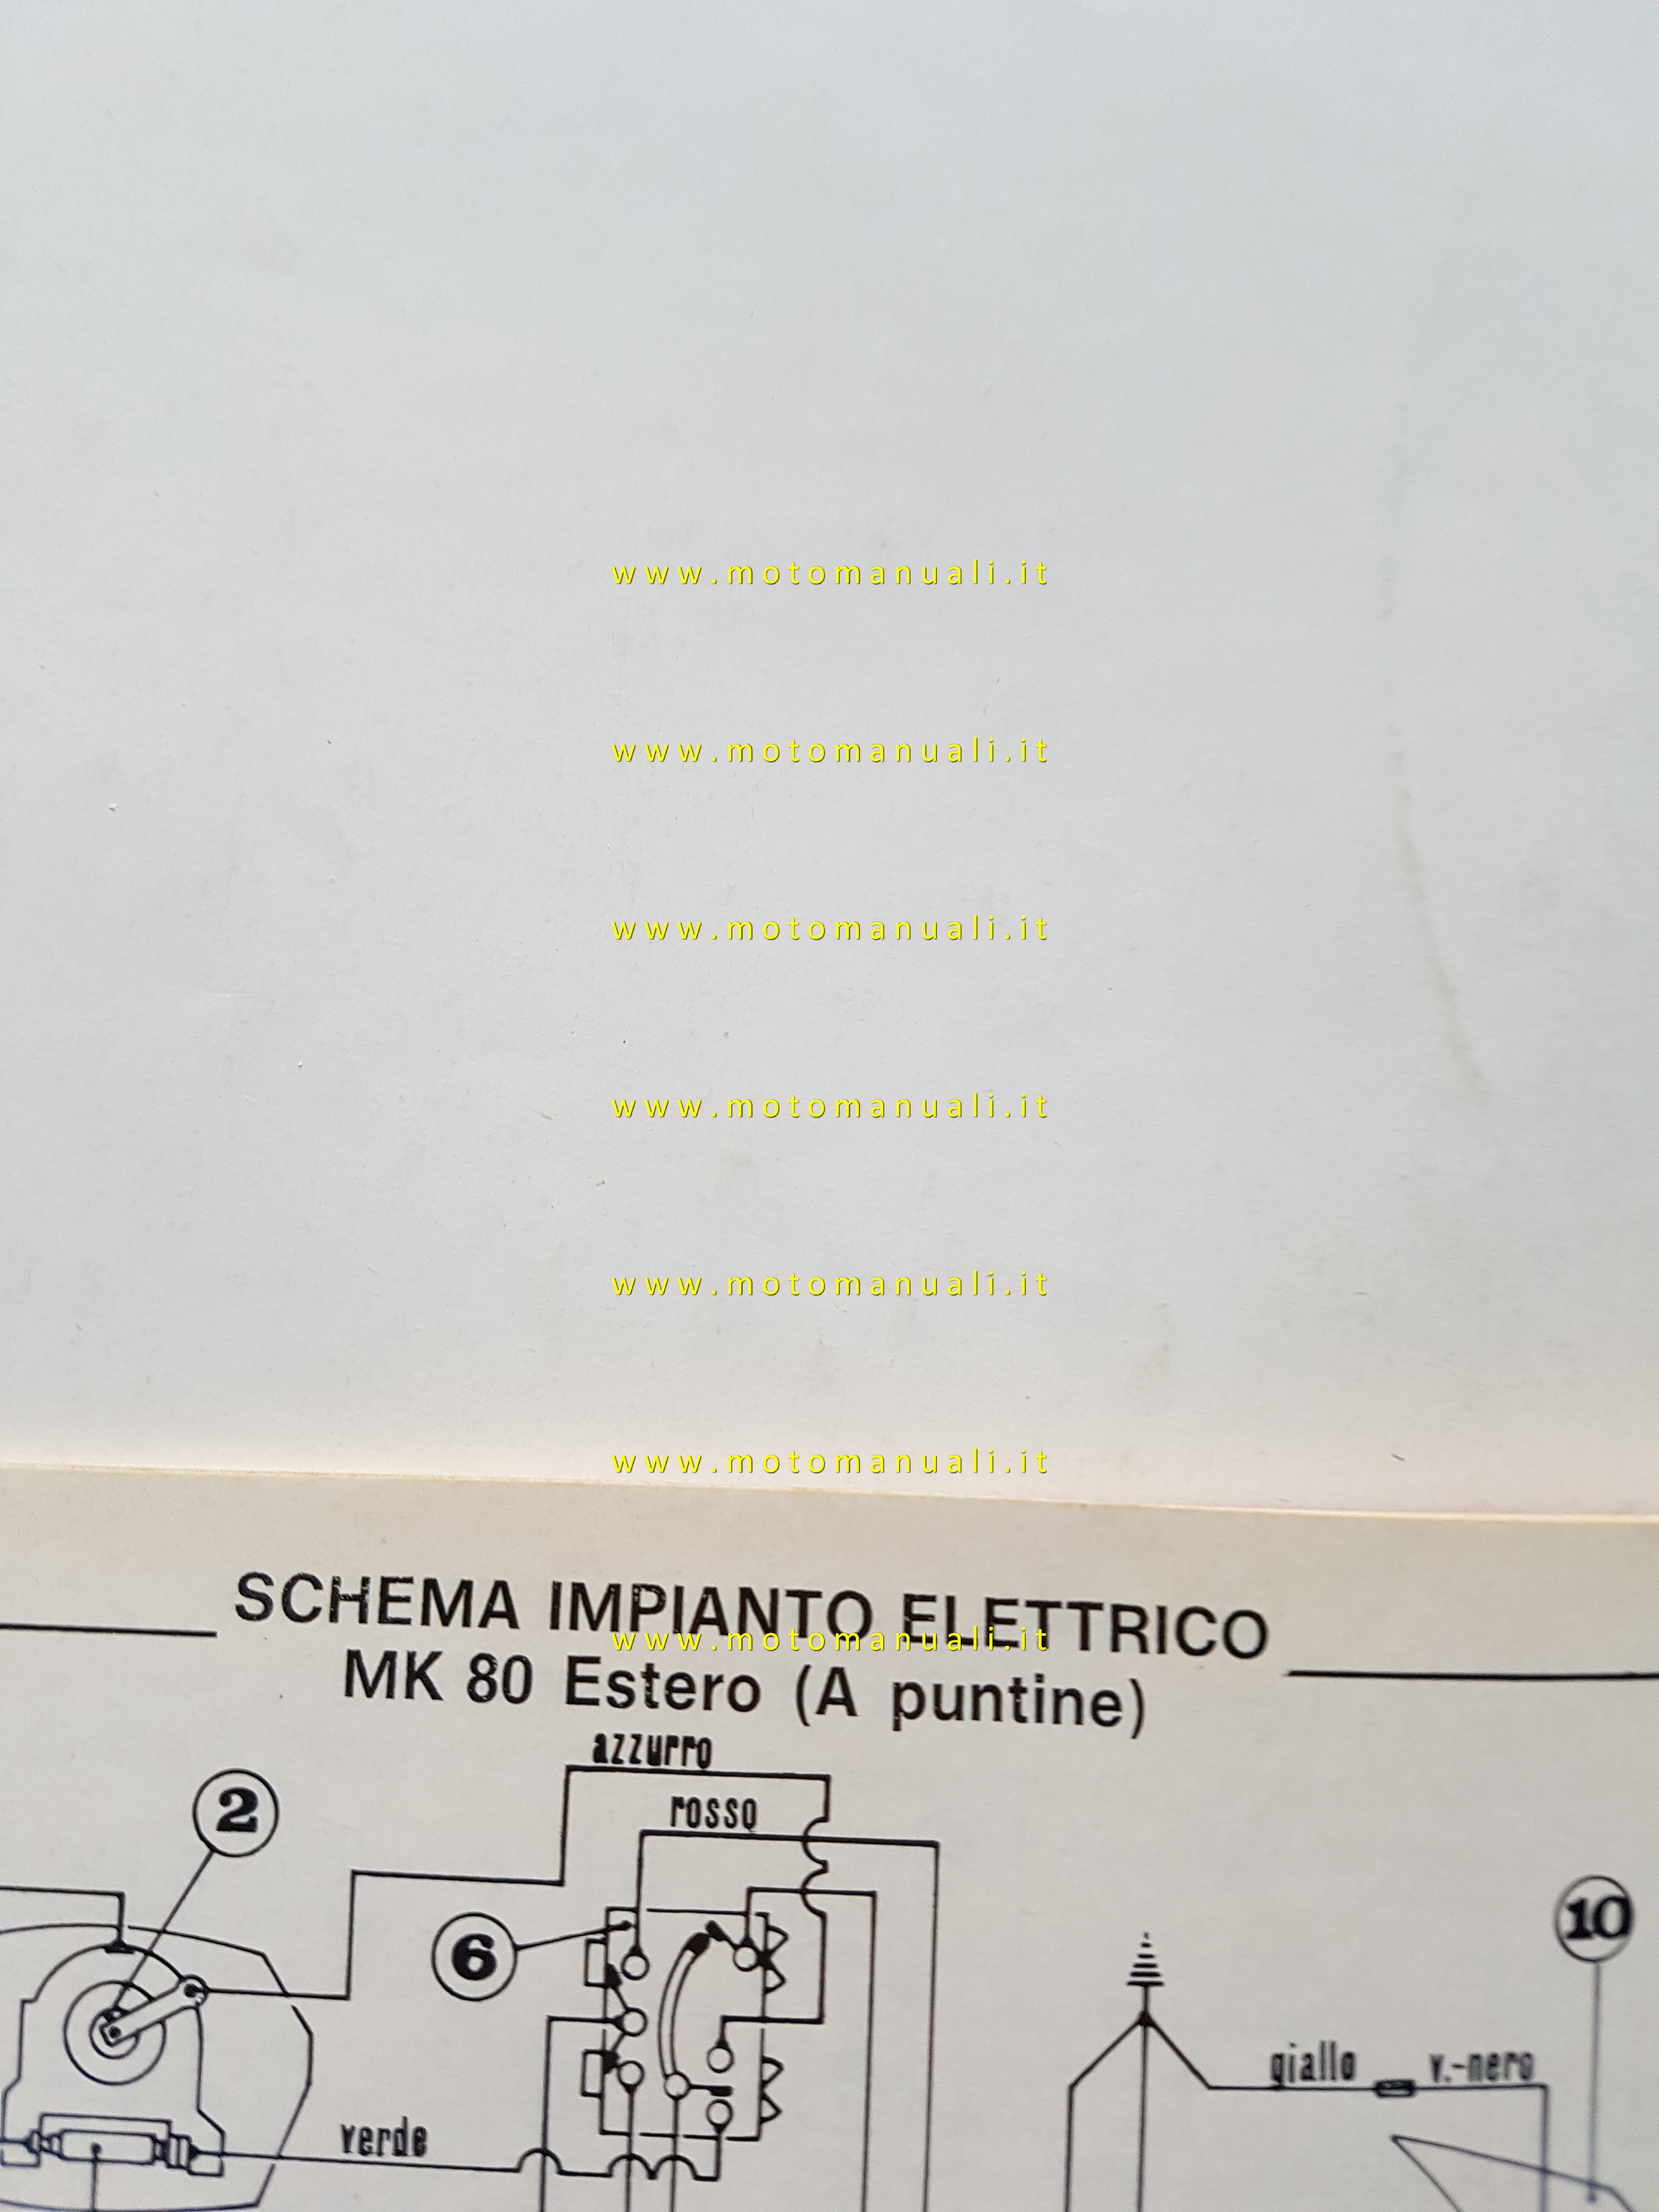 www.motomanuali.it
www.motomanuali.it
www.motomanuali.it
www.motomanuali.it
www.motomanuali.it
www.motomanuali.it
SCHEMA IMPIANTO ELETTRICO
www.motomanuali.it
MK 80 Estero (A puntine)
azzurro
rosso
2
6
10
giallo
v.-nero
verde